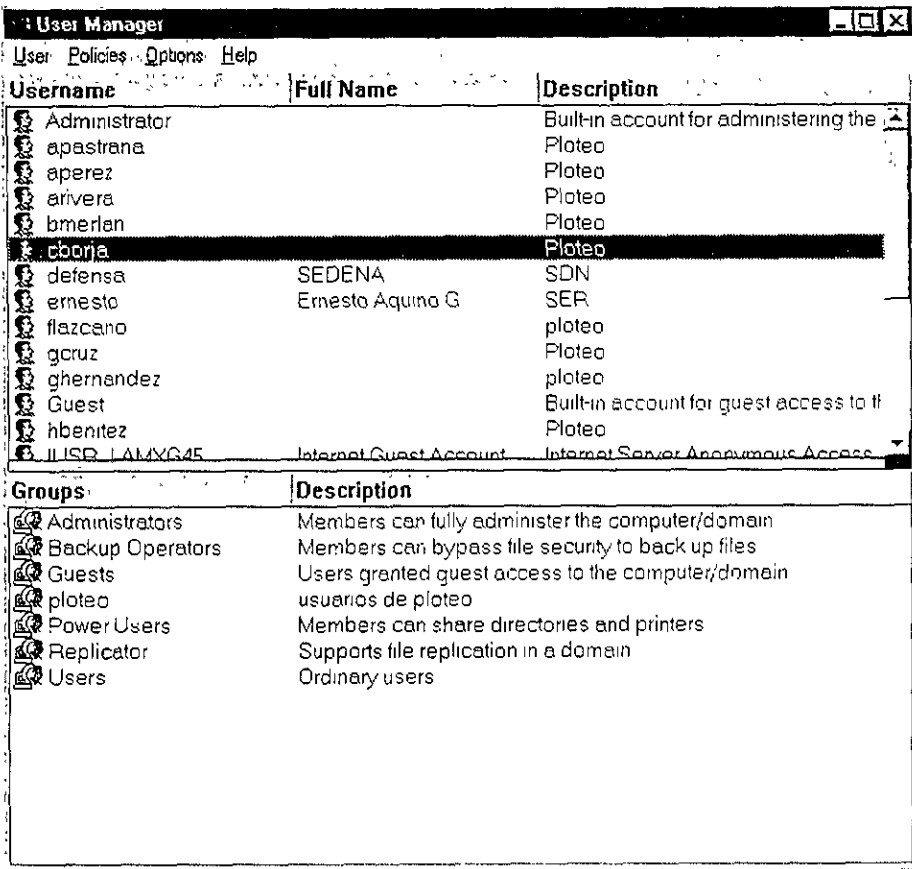 User Manager
User Policies Options Help
Username Full Name Description
Administrator Built-in account for administering the
apastrana Ploteo
aperez Ploteo
arivera Ploteo
bmerlan Ploteo
cborja Ploteo
defensa SEDENA SDN
ernesto Ernesto Aquino G SER
flazcano ploteo
gcruz Ploteo
ghernandez ploteo
Guest Built-in account for guest access to th
hbenitez Ploteo
IUSR_LAMXG45 Internet Guest Account Internet Server Anonymous Access
Groups Description
Administrators Members can fully administer the computer/domain
Backup Operators Members can bypass file security to back up files
Guests Users granted guest access to the computer/domain
ploteo usuarios de ploteo
Power Users Members can share directories and printers
Replicator Supports file replication in a domain
Users Ordinary users